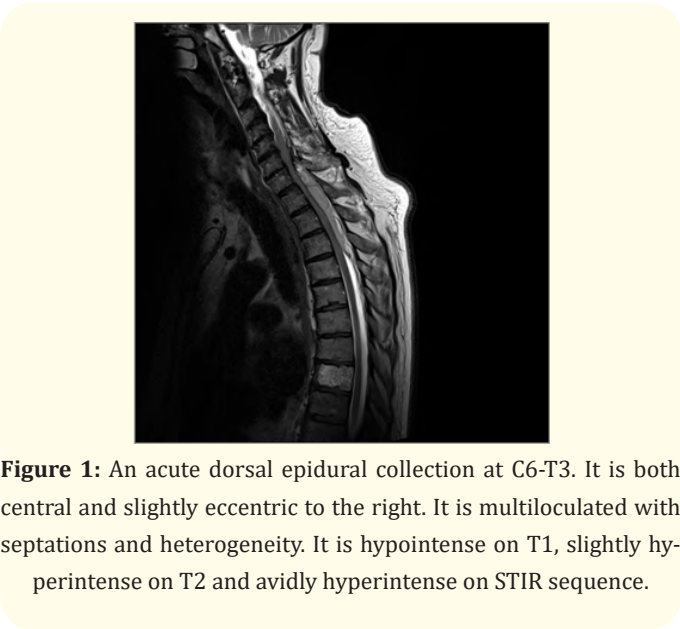 Figure 1: An acute dorsal epidural collection at C6-T3. It is both
central and slightly eccentric to the right. It is multiloculated with
septations and heterogeneity. It is hypointense on T1, slightly hy-
perintense on T2 and avidly hyperintense on STIR sequence.